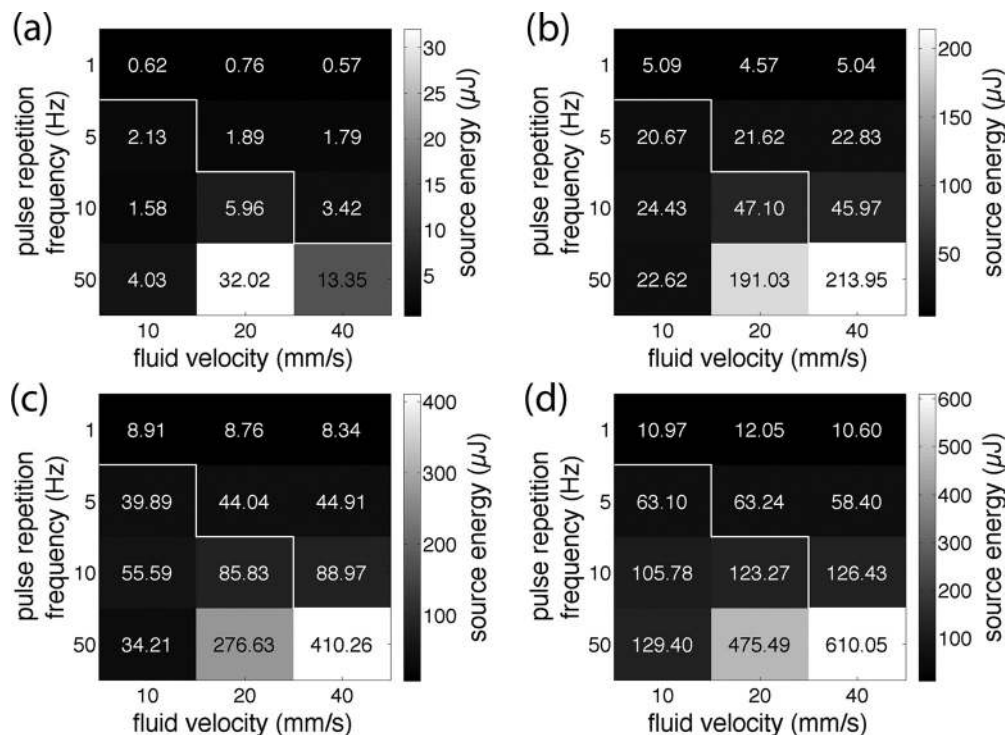 (a)
pulse repetition
frequency (Hz)
1 0.62 0.76 0.57
5 2.13 1.89 1.79
10 1.58 5.96 3.42
50 4.03 32.02 13.35
10 20 40
fluid velocity (mm/s)
30
25
20
15
10
5
source energy (µJ)
(b)
pulse repetition
frequency (Hz)
1 5.09 4.57 5.04
5 20.67 21.62 22.83
10 24.43 47.10 45.97
50 22.62 191.03 213.95
10 20 40
fluid velocity (mm/s)
200
150
100
50
source energy (µJ)
(c)
pulse repetition
frequency (Hz)
1 8.91 8.76 8.34
5 39.89 44.04 44.91
10 55.59 85.83 88.97
50 34.21 276.63 410.26
10 20 40
fluid velocity (mm/s)
400
300
200
100
source energy (µJ)
(d)
pulse repetition
frequency (Hz)
1 10.97 12.05 10.60
5 63.10 63.24 58.40
10 105.78 123.27 126.43
50 129.40 475.49 610.05
10 20 40
fluid velocity (mm/s)
600
500
400
300
200
100
source energy (µJ)